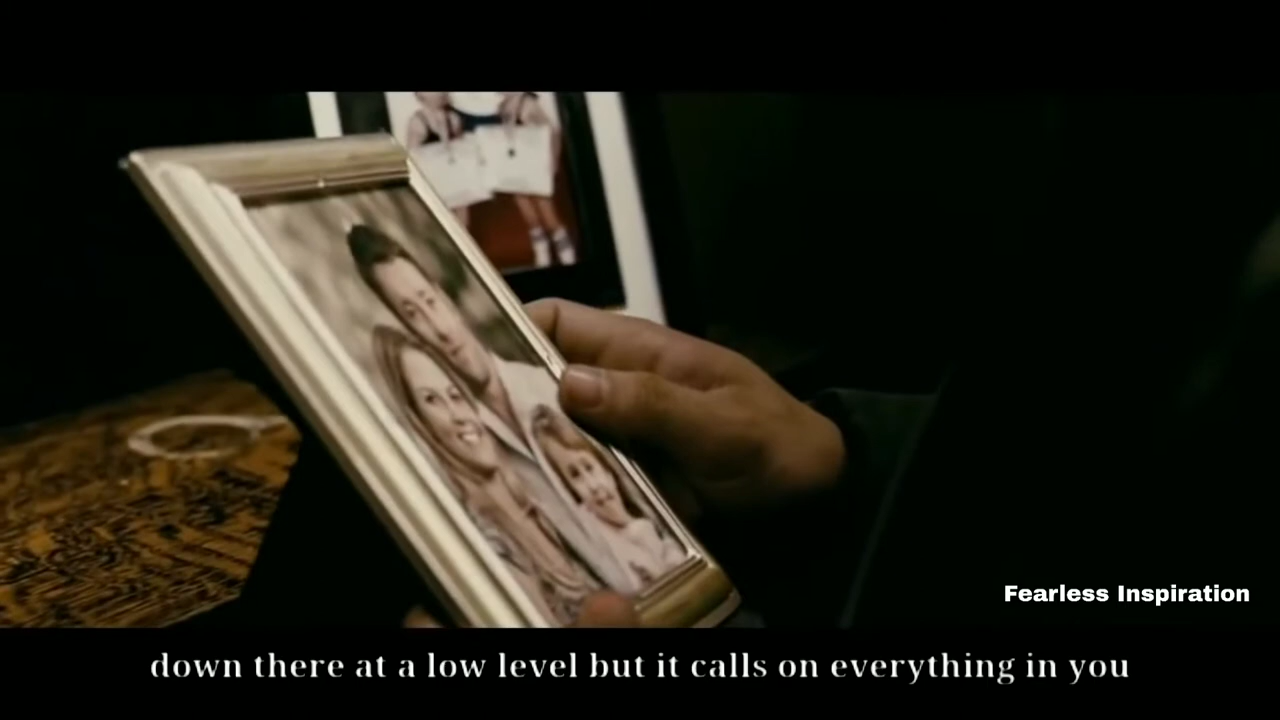 Fearless Inspiration
down there at a low level but it calls on everything in you